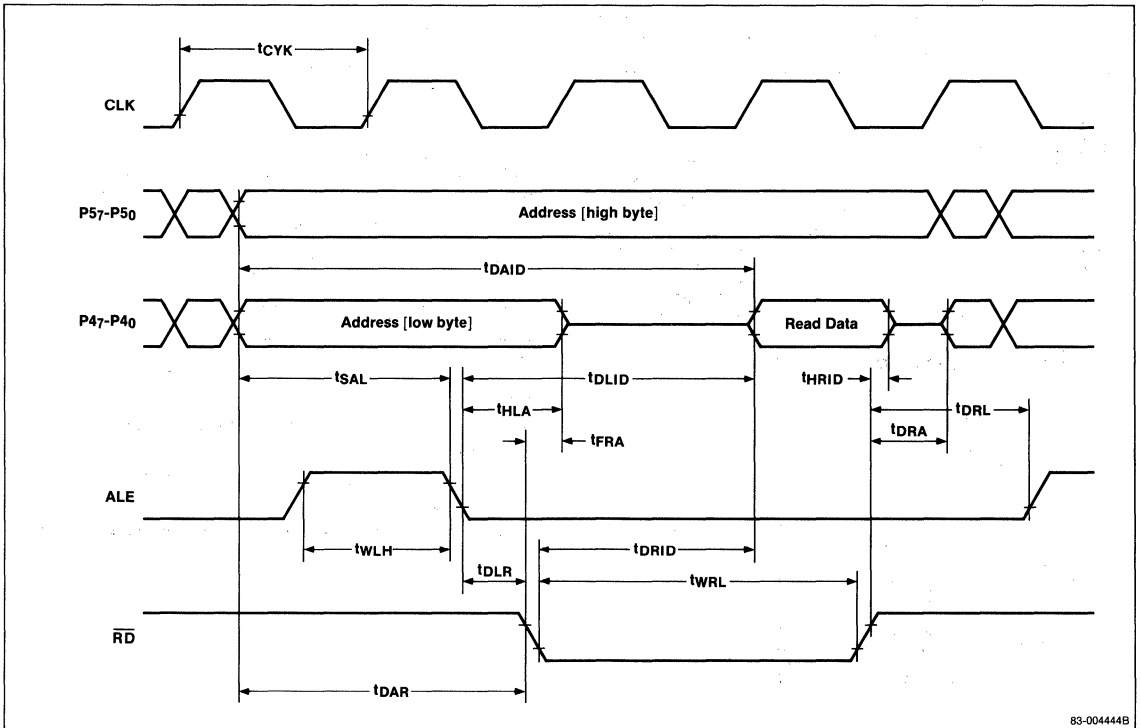 tCYK
CLK
P57-P50
Address [high byte]
tDAID
P47-P40
Address [low byte]
Read Data
tSAL
tDLID
tHRID
tHLA
tDRL
tFRA
tDRA
ALE
tWLH
tDRID
tDLR
tWRL
RD
tDAR
83-004444B